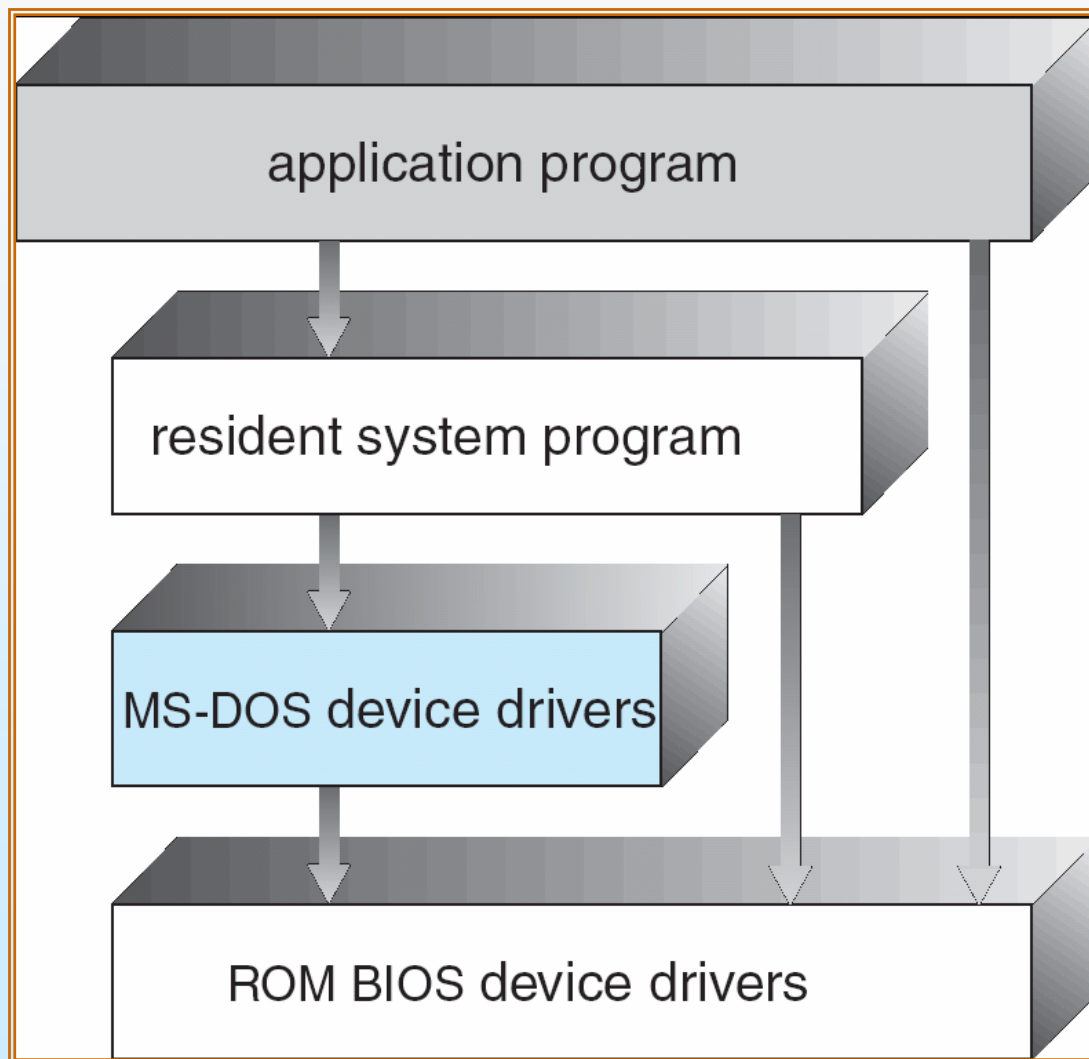 application program
resident system program
MS-DOS device drivers
ROM BIOS device drivers